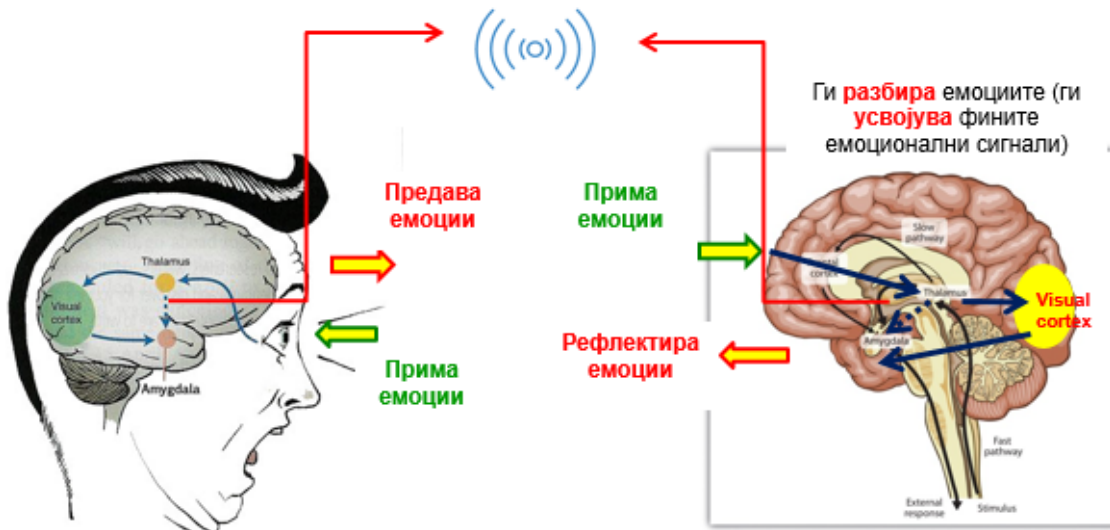 Ги разбира емоциите (ги
усвојува фините
емоционални сигнали)
Предава
емоции
Прима
емоции
Thalamus
Visual
cortex
Amygdala
Прима
емоции
Рефлектира
емоции
Slow
pathway
cortex
Thalamus
Visual
cortex
Amygdala
Fast
pathway
External
response
Stimulus